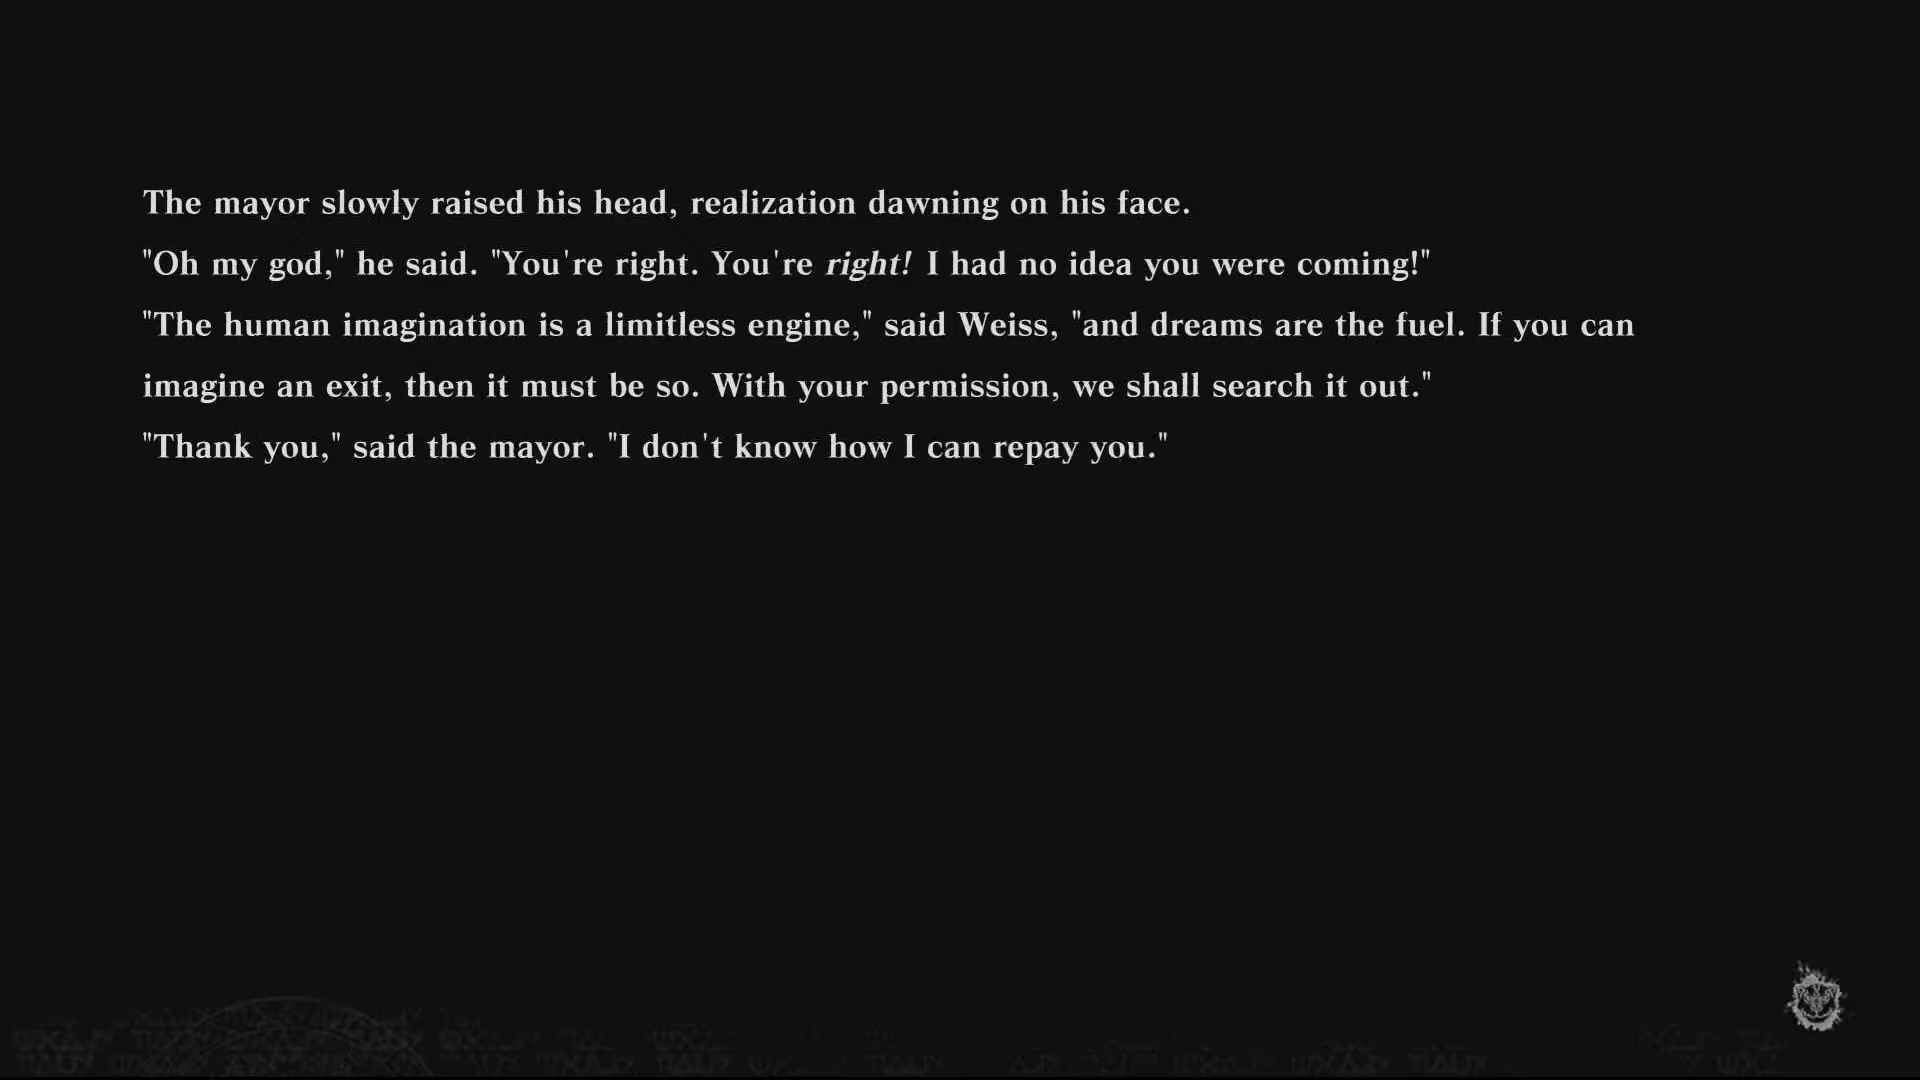 The mayor slowly raised his head, realization dawning on his face.
"Oh my god," he said. "You're right. You're right! I had no idea you were coming!"
"The human imagination is a limitless engine," said Weiss, "and dreams are the fuel. If you can
imagine an exit, then it must be so. With your permission, we shall search it out."
"Thank you," said the mayor. "I don't know how I can repay you."